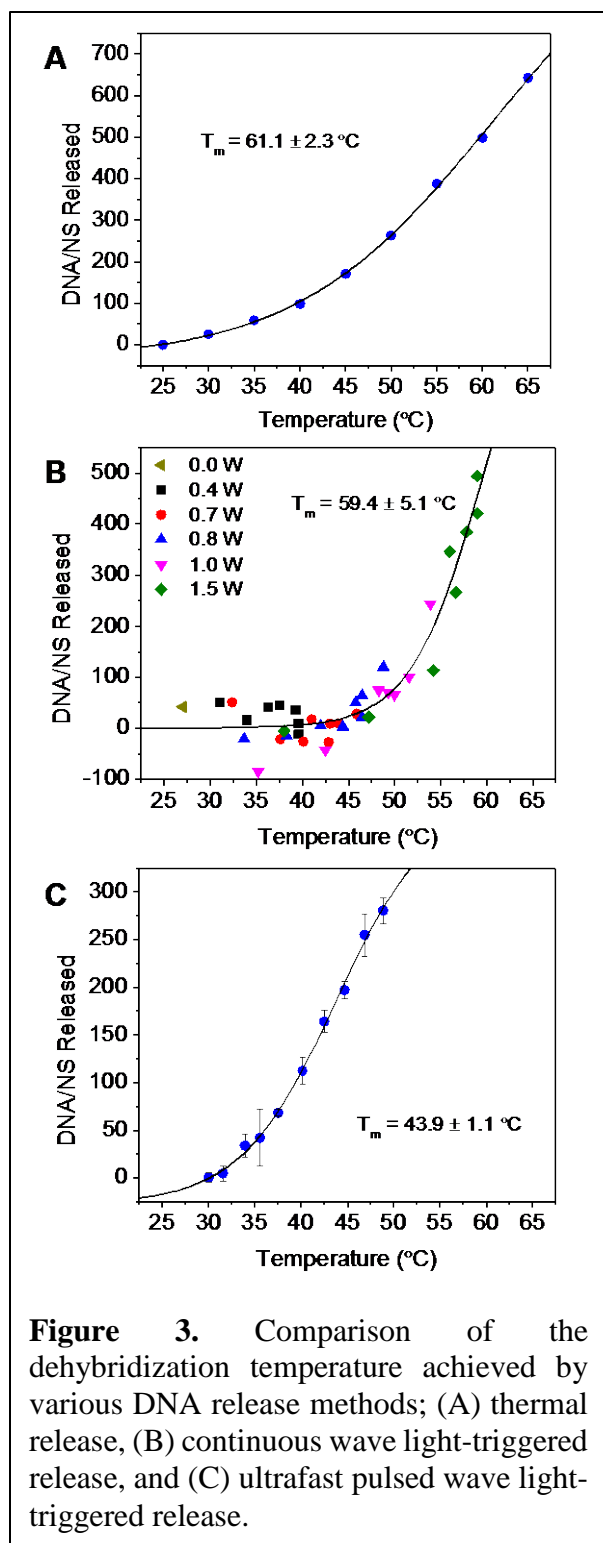 A
700
600
500
400
300
200
100
0
DNA/NS Released
Tm = 61.1 ± 2.3 °C
25 30 35 40 45 50 55 60 65
Temperature (°C)
B
500
400
300
200
100
0
-100
DNA/NS Released
0.0 W
0.4 W
0.7 W
0.8 W
1.0 W
1.5 W
Tm = 59.4 ± 5.1 °C
25 30 35 40 45 50 55 60 65
Temperature (°C)
C
300
250
200
150
100
50
0
DNA/NS Released
Tm = 43.9 ± 1.1 °C
25 30 35 40 45 50 55 60 65
Temperature (°C)
Figure 3. Comparison of the
dehybridization temperature achieved by
various DNA release methods; (A) thermal
release, (B) continuous wave light-triggered
release, and (C) ultrafast pulsed wave light-
triggered release.